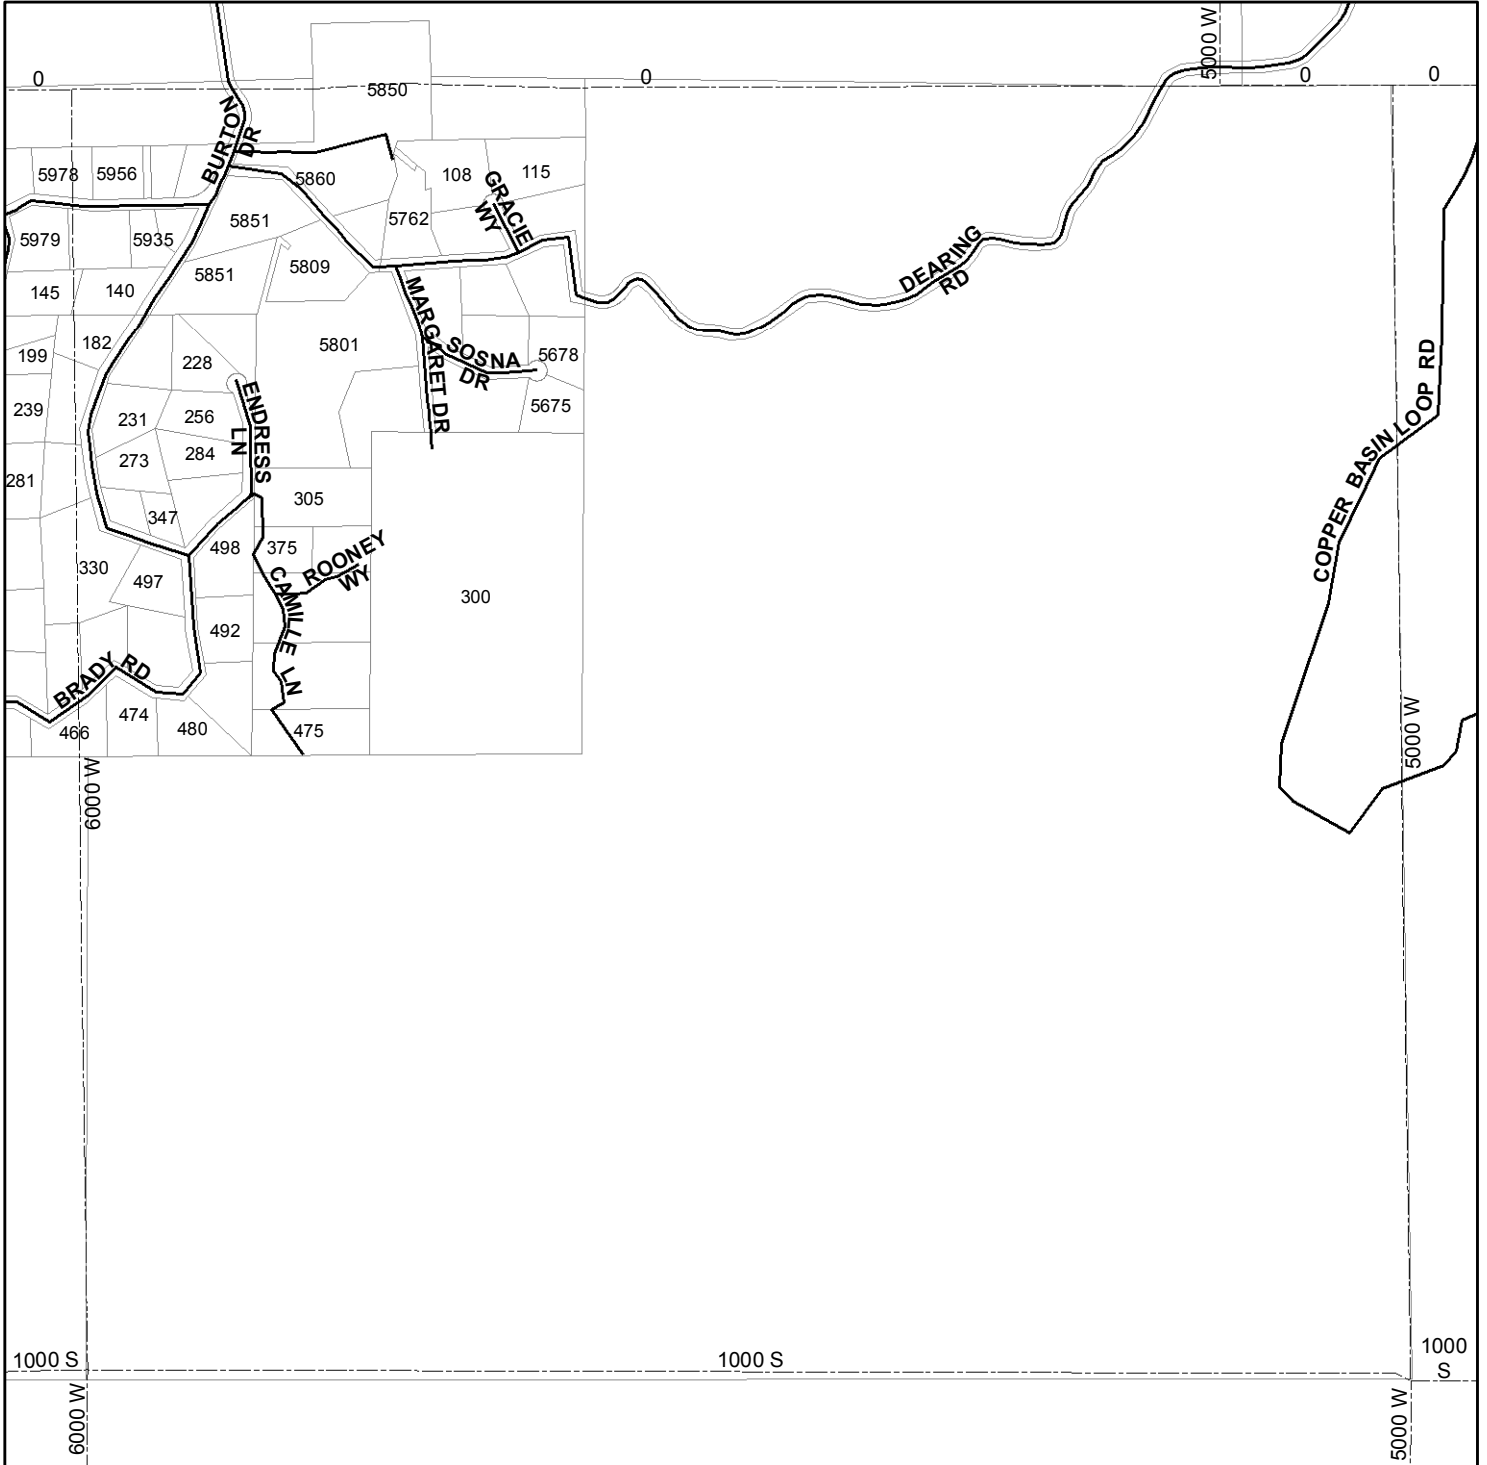 5000 W
0
0
0
0
5850
BURTON
DR
5978
5956
5860
108
115
GRACIE
WY
5851
5762
5979
5935
5851
5809
DEARING
RD
145
140
MARGARET DR
182
5801
199
228
SOSNA
DR
5678
239
231
256
ENDRESS
LN
5675
COPPER BASIN LOOP RD
273
284
281
305
347
498
375
ROONEY
WY
330
497
CAMILLE LN
300
492
BRADY RD
474
466
480
475
5000 W
6000 W
1000 S
1000 S
1000
S
6000 W
5000 W